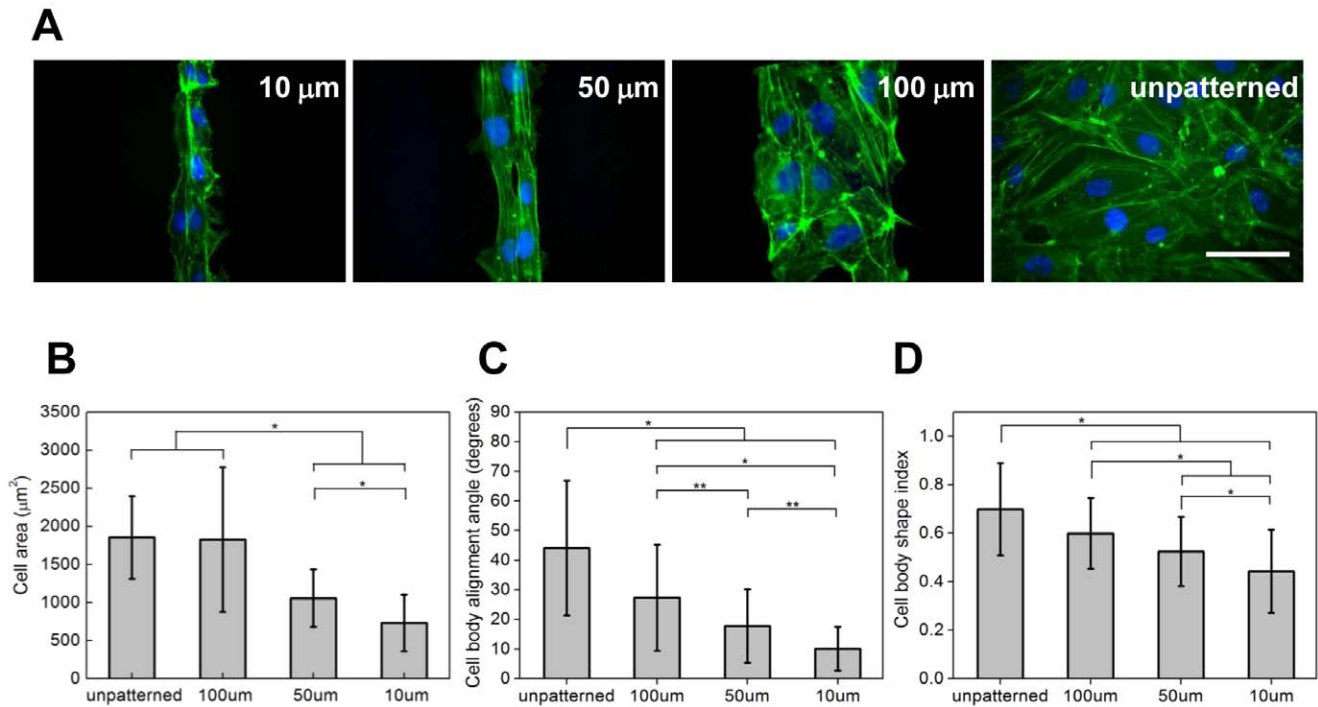 A
10 μm
50 μm
100 μm
unpatterned
B
C
D
Cell area (μm²)
3500
3000
2500
2000
1500
1000
500
0
*
*
unpatterned 100um 50um 10um
Cell body alignment angle (degrees)
90
80
70
60
50
40
30
20
10
0
*
*
**
**
unpatterned 100um 50um 10um
Cell body shape index
1.0
0.8
0.6
0.4
0.2
0.0
*
*
*
unpatterned 100um 50um 10um